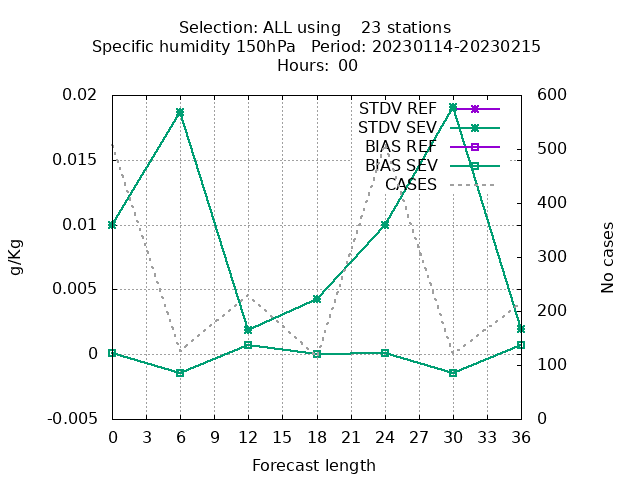 Selection: ALL using    23 stations
Specific humidity 150hPa   Period: 20230114-20230215
Hours:  00
0.02
0.015
0.01
0.005
0
-0.005
g/Kg
600
500
400
300
200
100
0
No cases
STDV REF
STDV SEV
BIAS REF
BIAS SEV
CASES
0 3 6 9 12 15 18 21 24 27 30 33 36
Forecast length